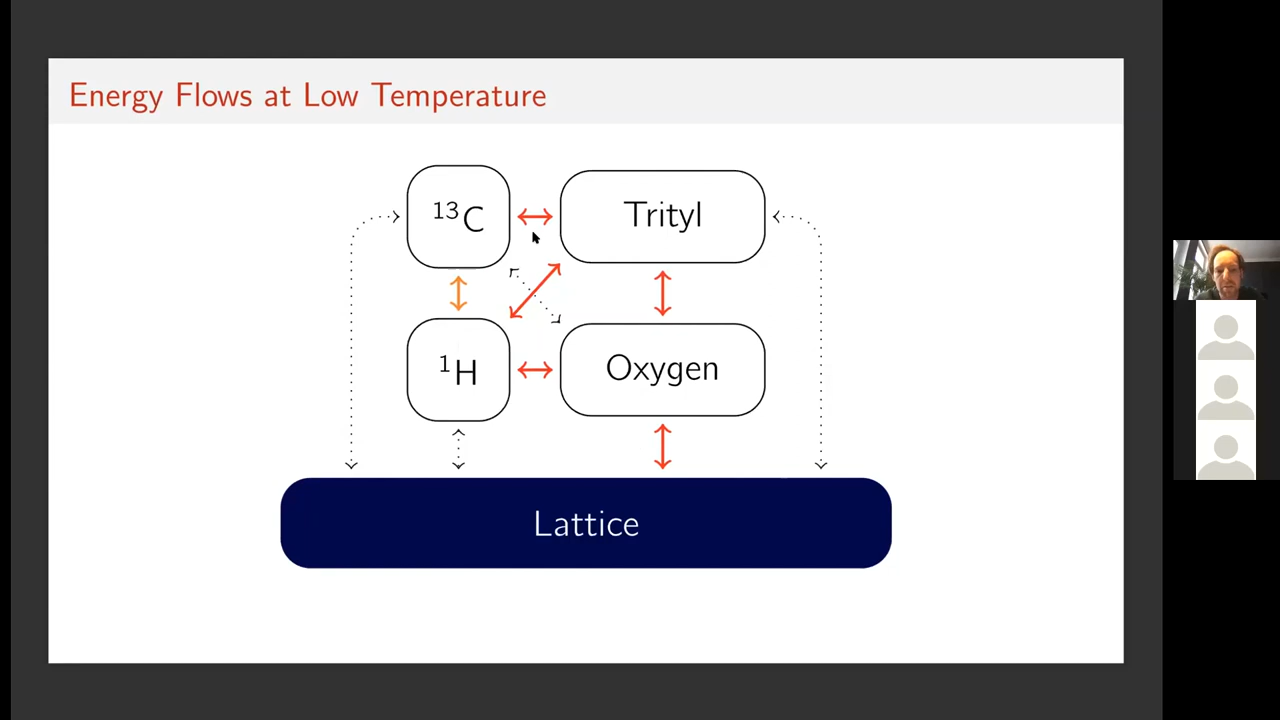 Energy Flows at Low Temperature
¹³C
Trityl
¹H
Oxygen
Lattice